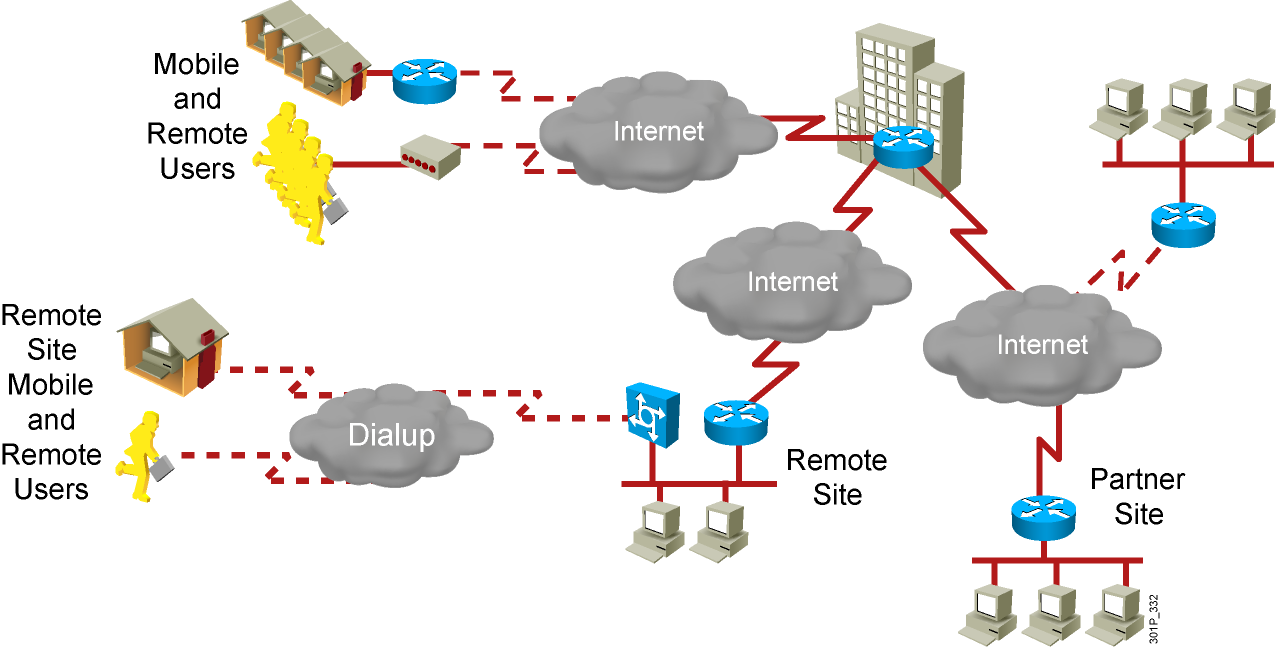 Mobile
and
Remote
Users
Internet
Internet
Internet
Remote
Site
Mobile
and
Remote
Users
Dialup
Remote
Site
Partner
Site
301P_332